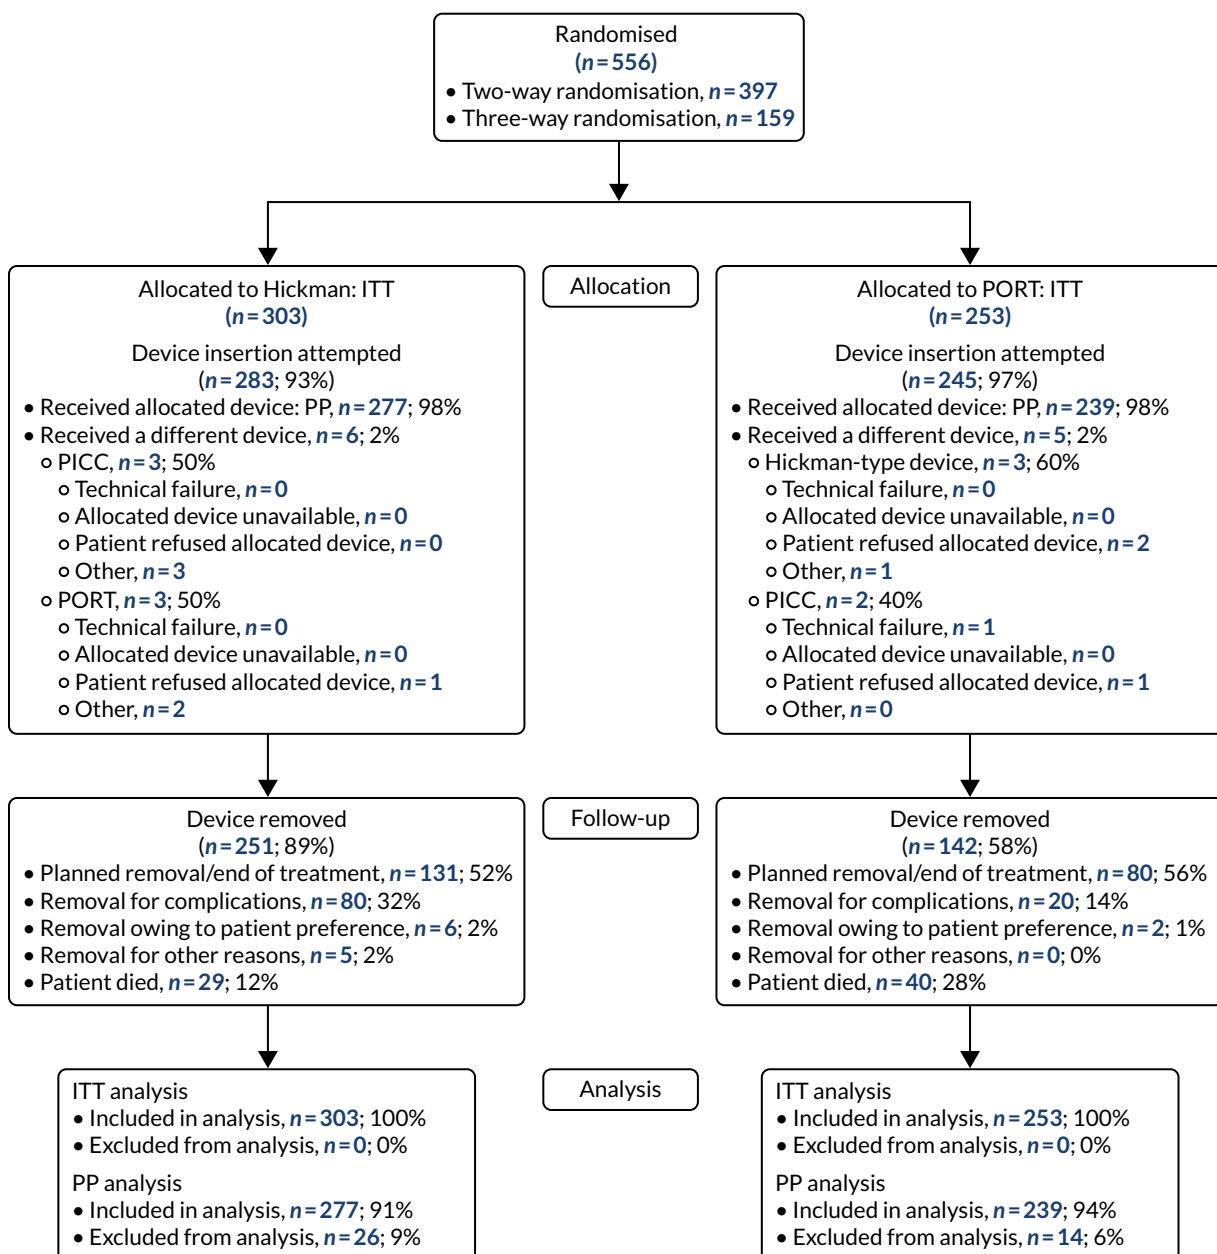 Randomised
(n=556)
• Two-way randomisation, n=397
• Three-way randomisation, n=159
Allocation
Allocated to Hickman: ITT
(n=303)
Device insertion attempted
(n=283; 93%)
• Received allocated device: PP, n=277; 98%
• Received a different device, n=6; 2%
o PICC, n=3; 50%
o Technical failure, n=0
o Allocated device unavailable, n=0
o Patient refused allocated device, n=0
o Other, n=3
o PORT, n=3; 50%
o Technical failure, n=0
o Allocated device unavailable, n=0
o Patient refused allocated device, n=1
o Other, n=2
Allocated to PORT: ITT
(n=253)
Device insertion attempted
(n=245; 97%)
• Received allocated device: PP, n=239; 98%
• Received a different device, n=5; 2%
o Hickman-type device, n=3; 60%
o Technical failure, n=0
o Allocated device unavailable, n=0
o Patient refused allocated device, n=2
o Other, n=1
o PICC, n=2; 40%
o Technical failure, n=1
o Allocated device unavailable, n=0
o Patient refused allocated device, n=1
o Other, n=0
Follow-up
Device removed
(n=251; 89%)
• Planned removal/end of treatment, n=131; 52%
• Removal for complications, n=80; 32%
• Removal owing to patient preference, n=6; 2%
• Removal for other reasons, n=5; 2%
• Patient died, n=29; 12%
Device removed
(n=142; 58%)
• Planned removal/end of treatment, n=80; 56%
• Removal for complications, n=20; 14%
• Removal owing to patient preference, n=2; 1%
• Removal for other reasons, n=0; 0%
• Patient died, n=40; 28%
Analysis
ITT analysis
• Included in analysis, n=303; 100%
• Excluded from analysis, n=0; 0%
PP analysis
• Included in analysis, n=277; 91%
• Excluded from analysis, n=26; 9%
ITT analysis
• Included in analysis, n=253; 100%
• Excluded from analysis, n=0; 0%
PP analysis
• Included in analysis, n=239; 94%
• Excluded from analysis, n=14; 6%